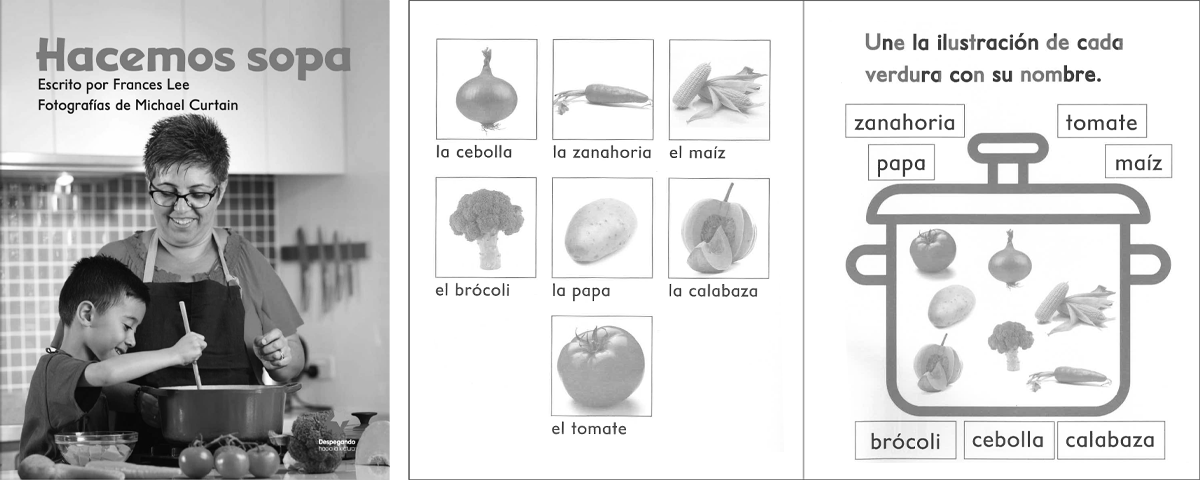 Hacemos sopa
Escrito por Frances Lee
Fotografías de Michael Curtain
Despegando
hacia la lectura
la cebolla
la zanahoria
el maíz
el brócoli
la papa
la calabaza
el tomate
Une la ilustración de cada
verdura con su nombre.
zanahoria
tomate
papa
maíz
brócoli
cebolla
calabaza